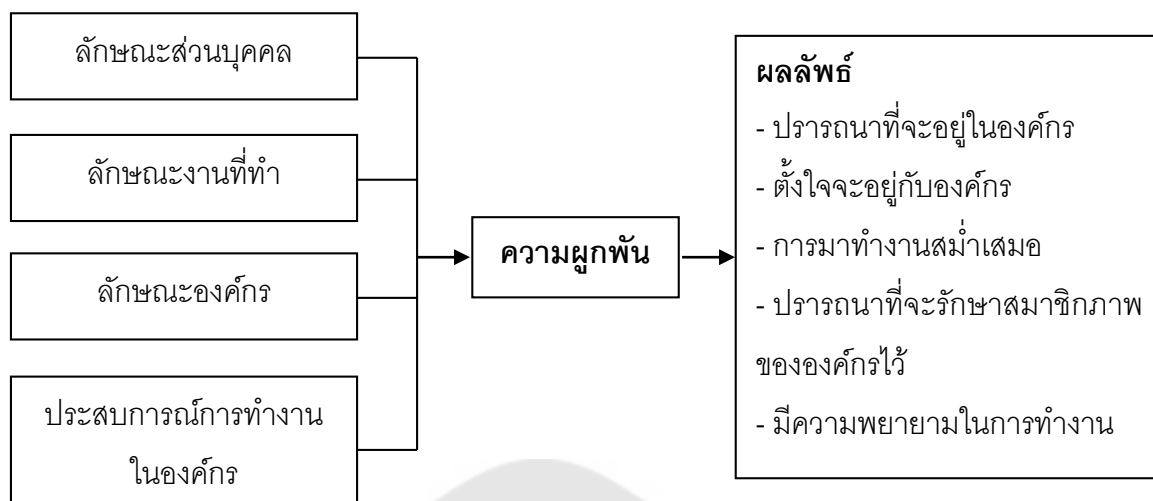 ลักษณะส่วนบุคคล
ลักษณะงานที่ทำ
ลักษณะองค์กร
ประสบการณ์การทำงาน
ในองค์กร
ความผูกพัน
ผลลัพธ์
- ปรารถนาที่จะอยู่ในองค์กร
- ตั้งใจจะอยู่กับองค์กร
- การมาทำงานสม่ำเสมอ
- ปรารถนาที่จะรักษาสมาชิกภาพ
ขององค์กรไว้
- มีความพยายามในการทำงาน